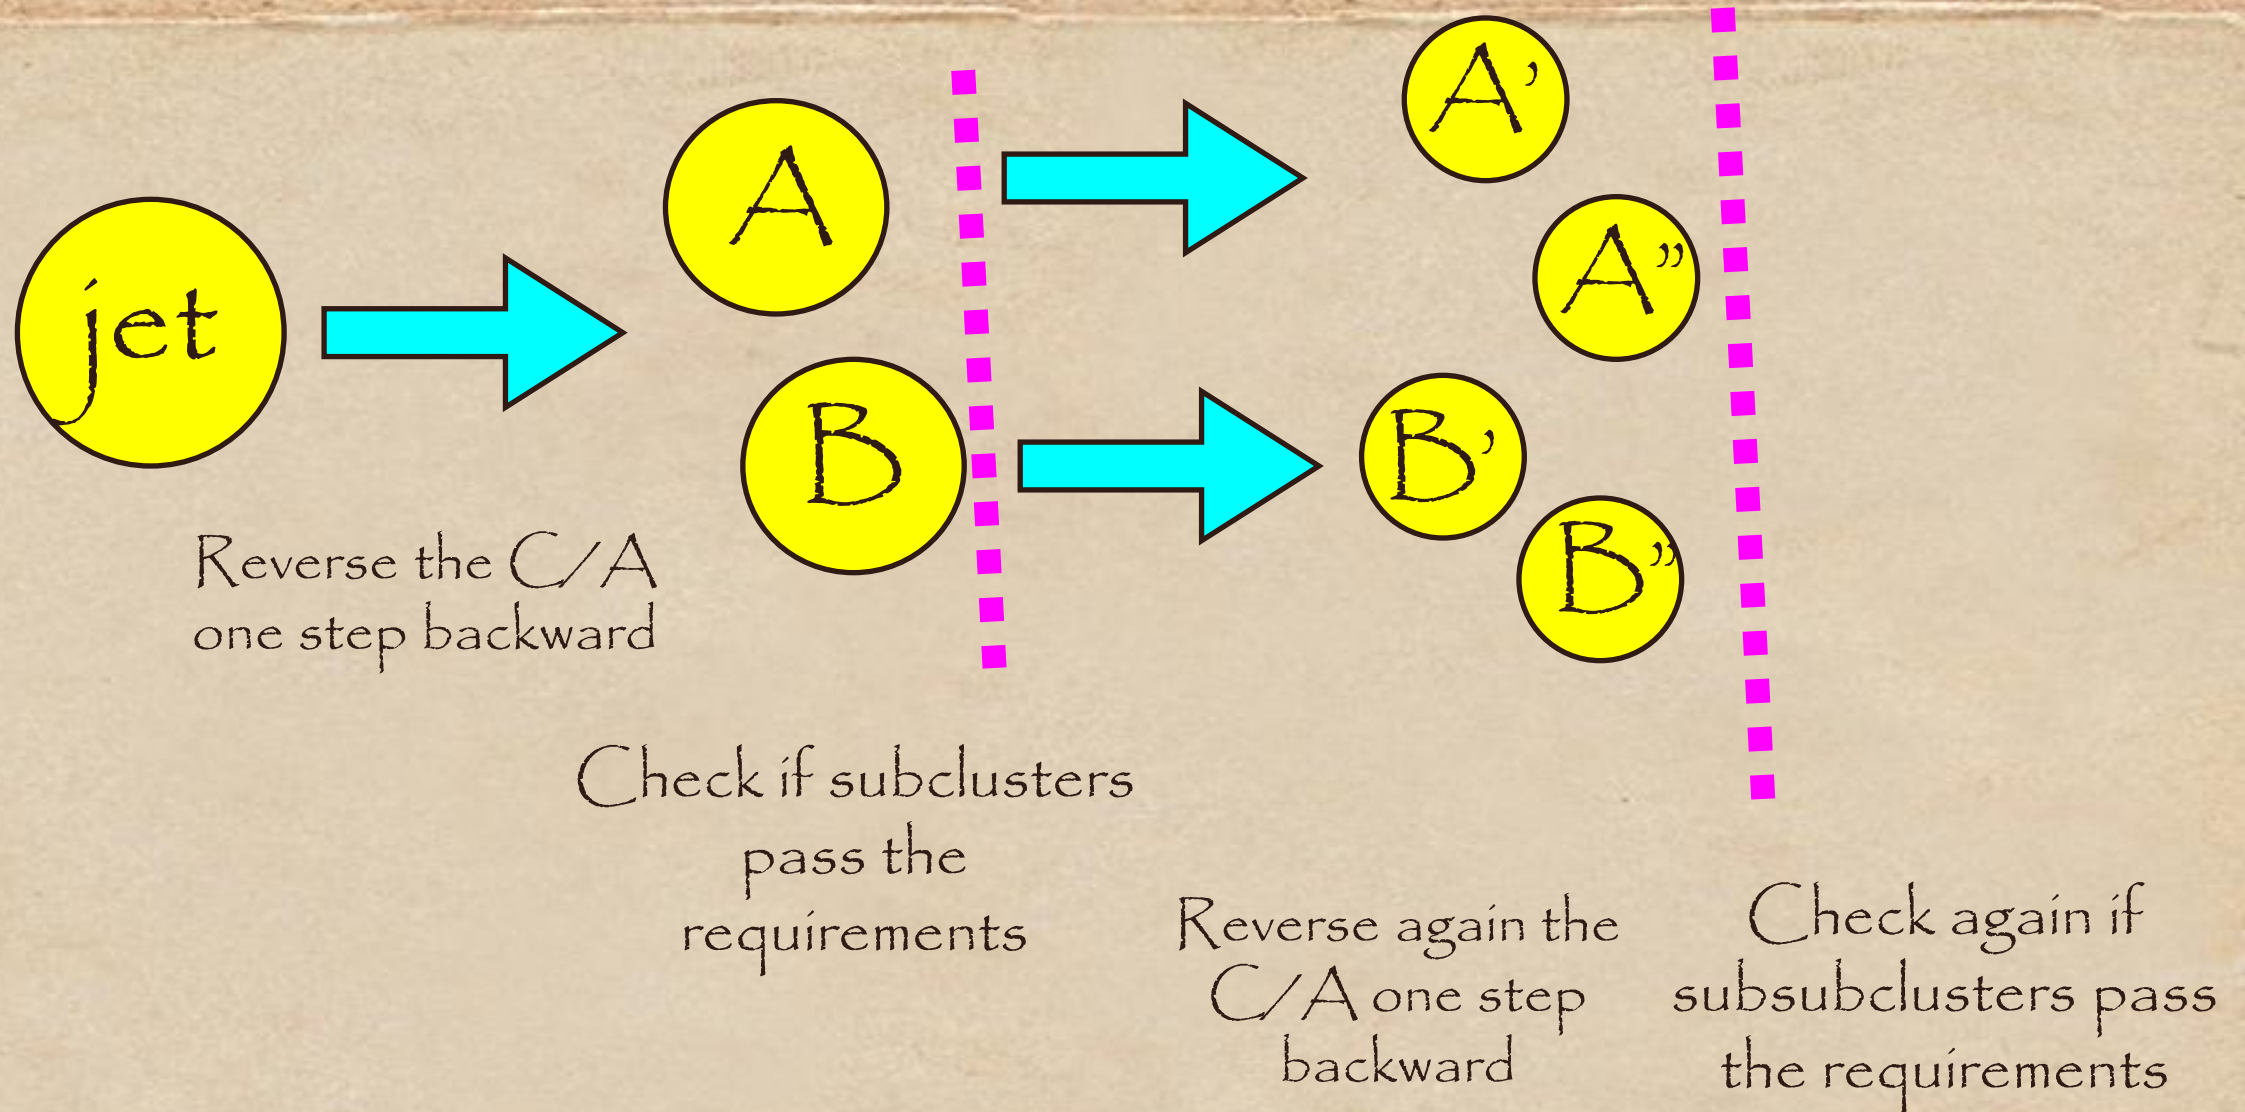 jet
A
B
A’
A”
B’
B”
Reverse the C/A
one step backward
Check if subclusters
pass the
requirements
Reverse again the
C/A one step
backward
Check again if
subsubclusters pass
the requirements